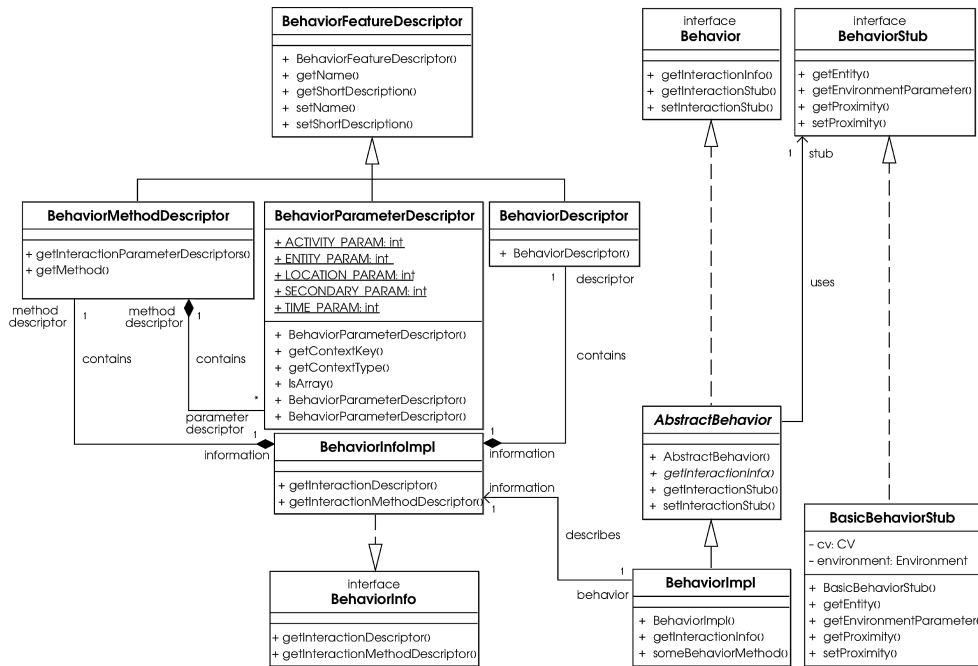 BehaviorFeatureDescriptor
+ BehaviorFeatureDescriptor()
+ getName()
+ getShortDescription()
+ setName()
+ setShortDescription()
interface
Behavior
+ getInteractionInfo()
+ getInteractionStub()
+ setInteractionStub()
interface
BehaviorStub
+ getEntity()
+ getEnvironmentParameter()
+ getProximity()
+ setProximity()
1
stub
BehaviorMethodDescriptor
+ getInteractionParameterDescriptors()
+ getMethod()
BehaviorParameterDescriptor
+ ACTIVITY_PARAM: int
+ ENTITY_PARAM: int
+ LOCATION_PARAM: int
+ SECONDARY_PARAM: int
+ TIME_PARAM: int
+ BehaviorParameterDescriptor()
+ getContextKey()
+ getContextType()
+ IsArray()
+ BehaviorParameterDescriptor()
+ BehaviorParameterDescriptor()
BehaviorDescriptor
+ BehaviorDescriptor()
1
descriptor
uses
method
descriptor
1
method
descriptor
1
contains
contains
contains
*
parameter
descriptor
1
information
BehaviorInfoImpl
+ getInteractionDescriptor()
+ getInteractionMethodDescriptor()
1
information
information
1
AbstractBehavior
+ AbstractBehavior()
+ getInteractionInfo()
+ getInteractionStub()
+ setInteractionStub()
describes
1
behavior
BasicBehaviorStub
- cv: CV
- environment: Environment
+ BasicBehaviorStub()
+ getEntity()
+ getEnvironmentParameter()
+ getProximity()
+ setProximity()
interface
BehaviorInfo
+ getInteractionDescriptor()
+ getInteractionMethodDescriptor()
BehaviorImpl
+ BehaviorImpl()
+ getInteractionInfo()
+ someBehaviorMethod()